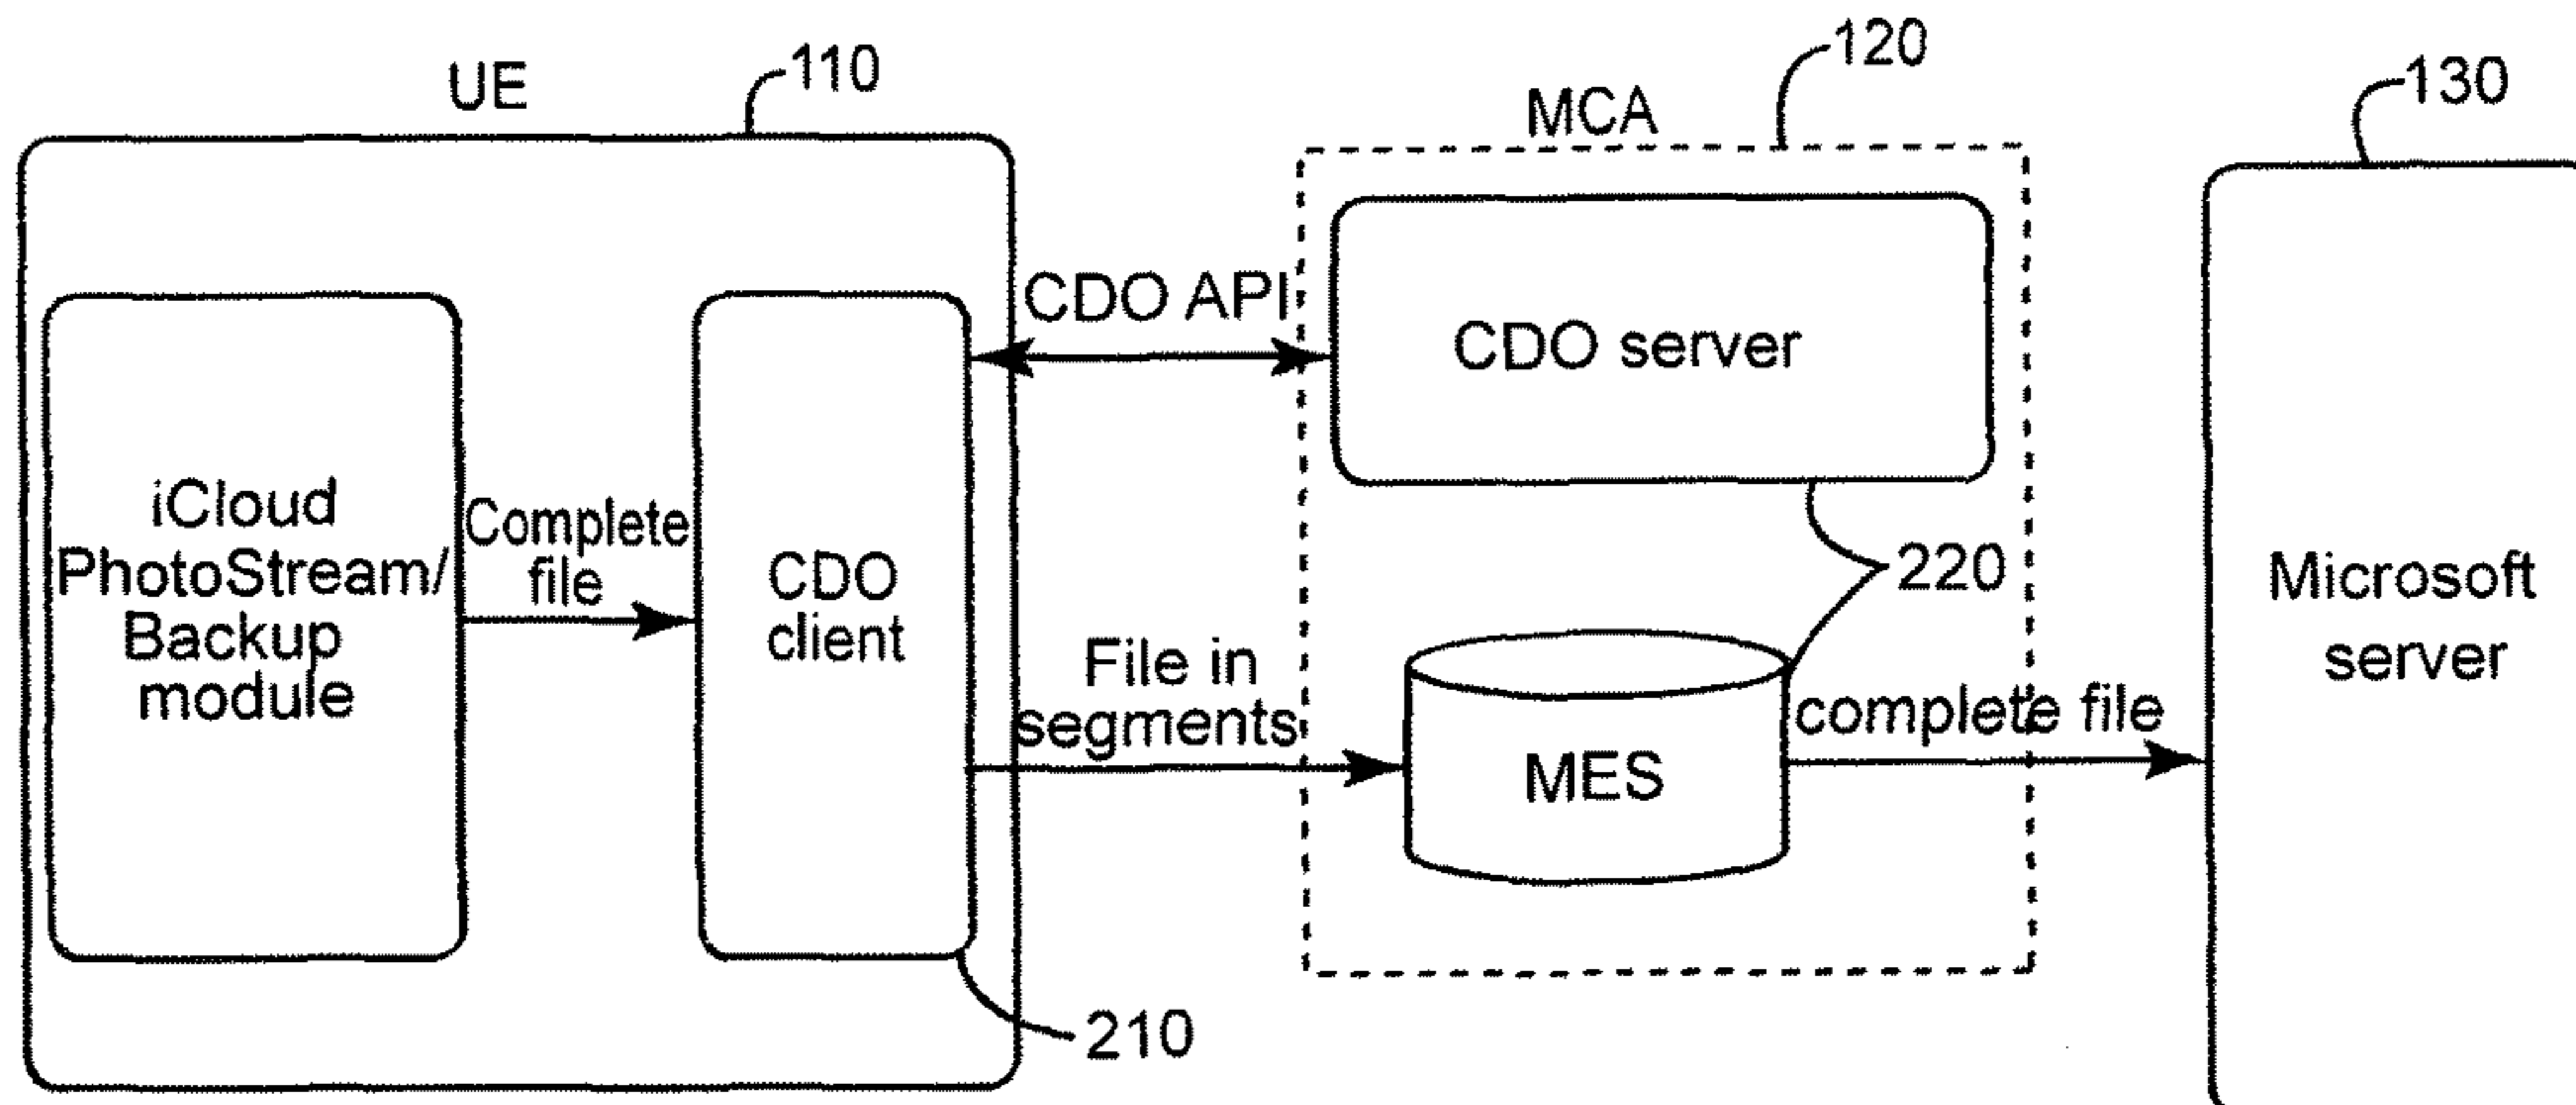 UE
110
MCA
120
130
iCloud
PhotoStream/
Backup
module
Complete
file
CDO
client
210
CDO API
File in
segments
CDO server
220
MES
complete file
Microsoft
server